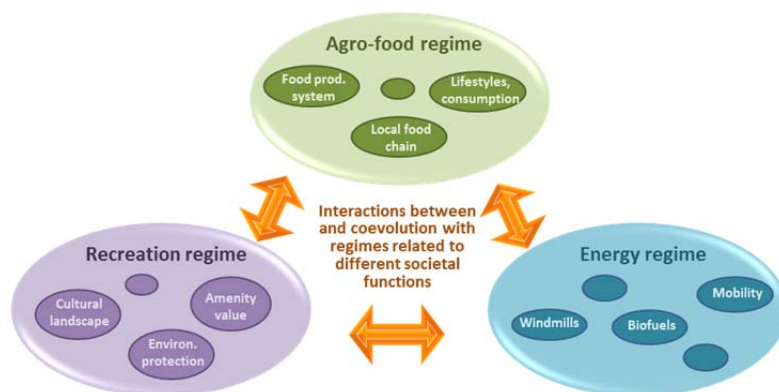 Agro-food regime
Food prod.
system
Lifestyles,
consumption
Local food
chain
Interactions between
and coevolution with
regimes related to
different societal
functions
Recreation regime
Cultural
landscape
Amenity
value
Environ.
protection
Energy regime
Mobility
Windmills
Biofuels